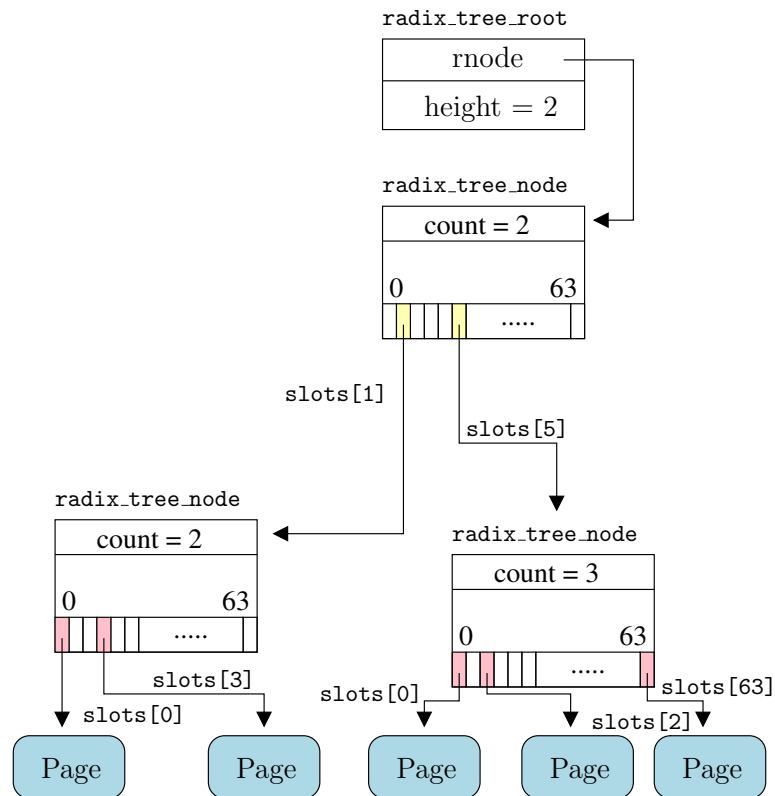 radix_tree_root
rnode
height = 2
radix_tree_node
count = 2
0 63
.....
slots[1]
slots[5]
radix_tree_node
count = 2
0 63
.....
radix_tree_node
count = 3
0 63
.....
slots[3]
slots[0]
slots[0]
slots[2]
slots[63]
Page Page Page Page Page